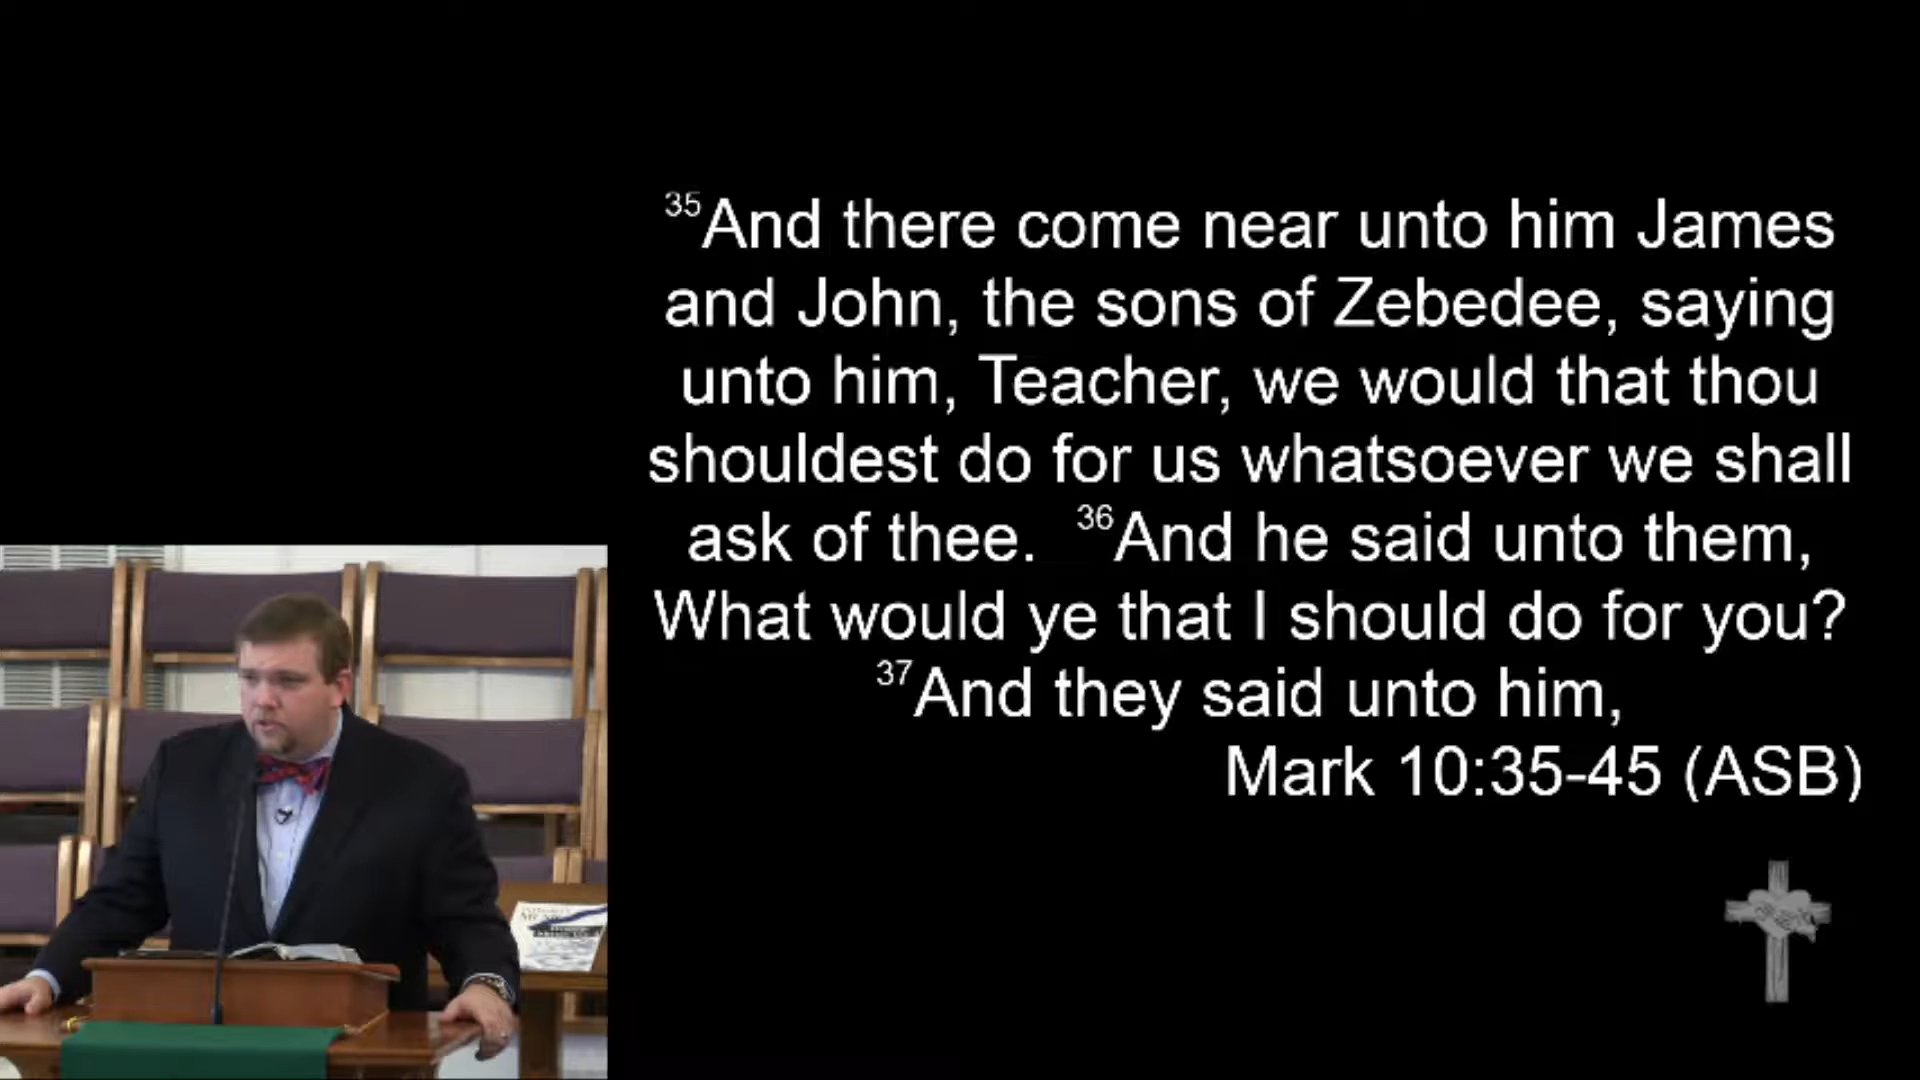 35And there come near unto him James
and John, the sons of Zebedee, saying
unto him, Teacher, we would that thou
shouldest do for us whatsoever we shall
ask of thee. 36And he said unto them,
What would ye that I should do for you?
37And they said unto him,
Mark 10:35-45 (ASB)